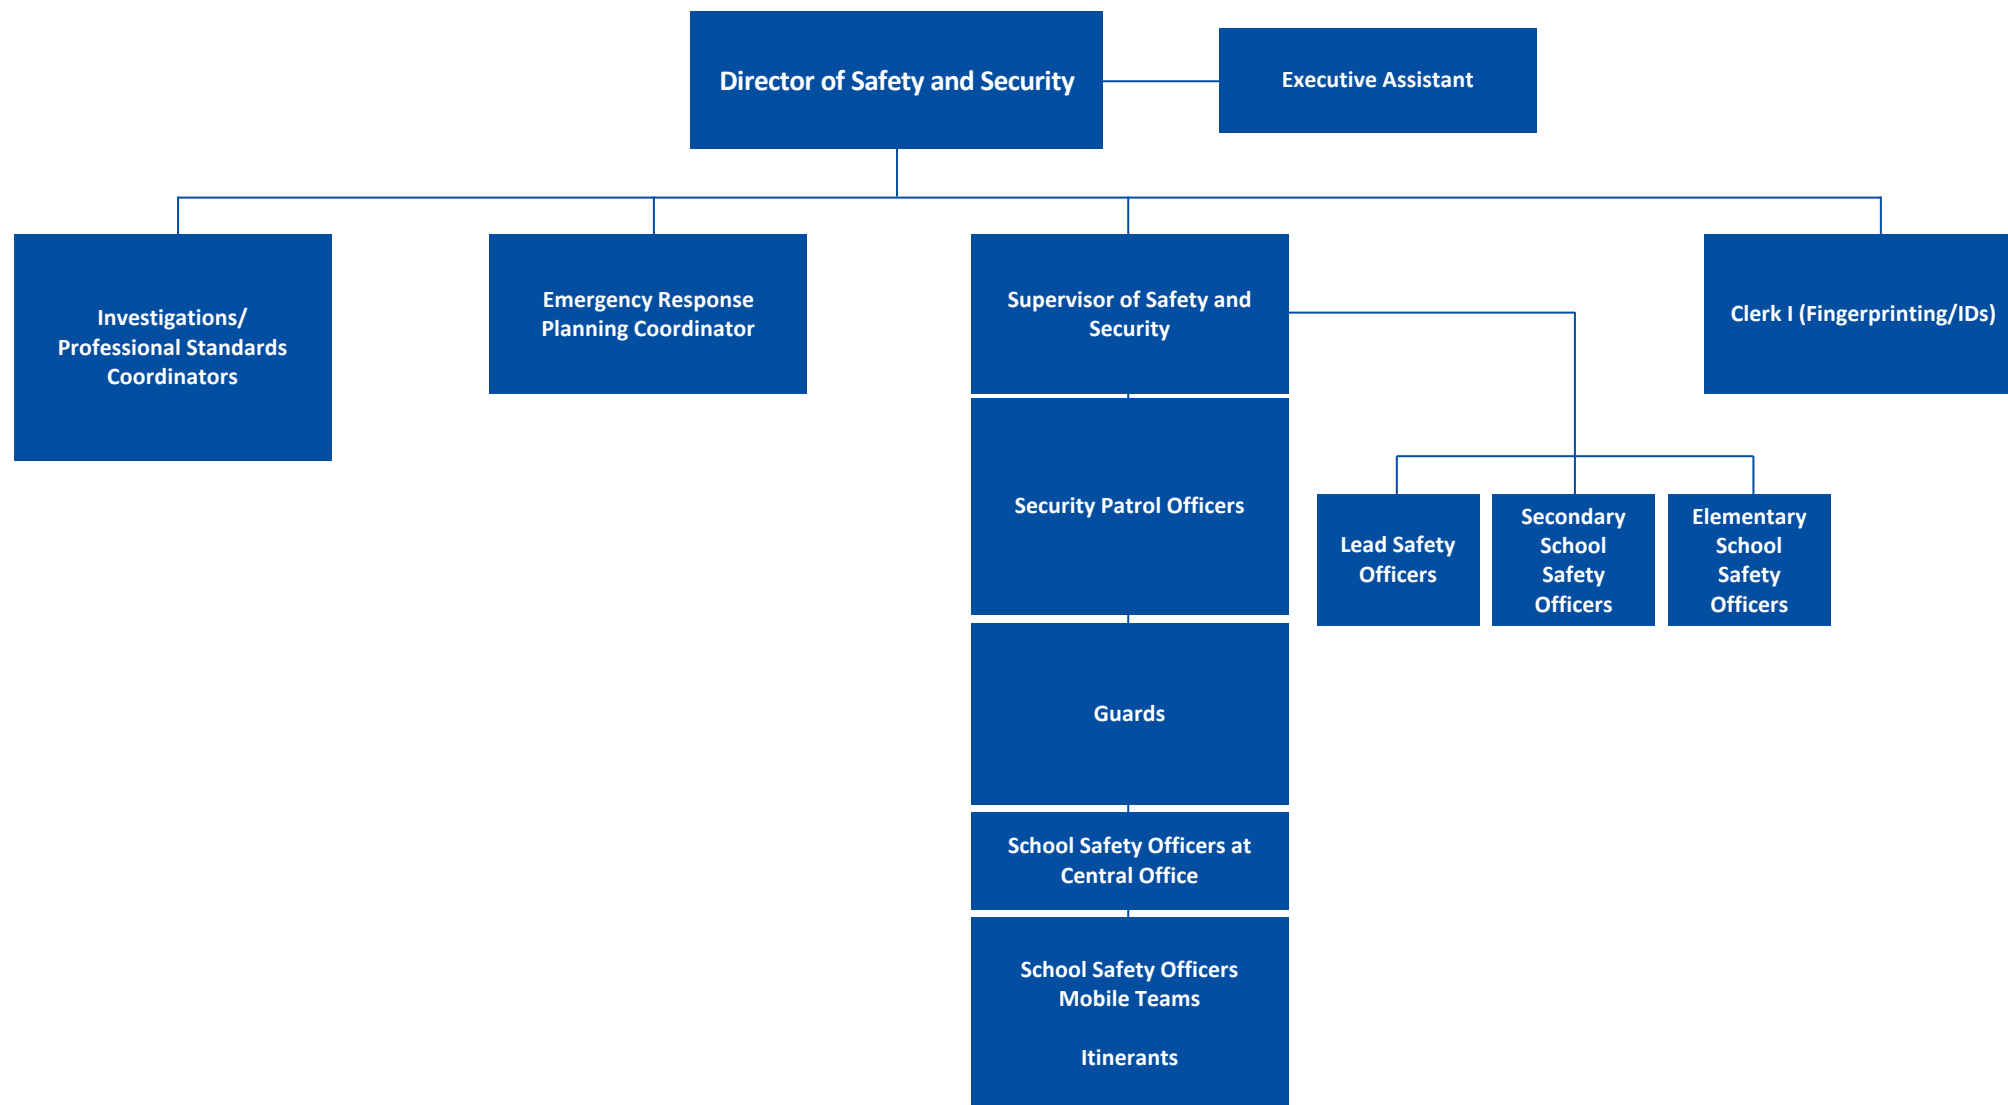 Director of Safety and Security
Executive Assistant
Investigations/
Professional Standards
Coordinators
Emergency Response
Planning Coordinator
Supervisor of Safety and
Security
Clerk I (Fingerprinting/IDs)
Security Patrol Officers
Lead Safety
Officers
Secondary
School
Safety
Officers
Elementary
School
Safety
Officers
Guards
School Safety Officers at
Central Office
School Safety Officers
Mobile Teams
Itinerants